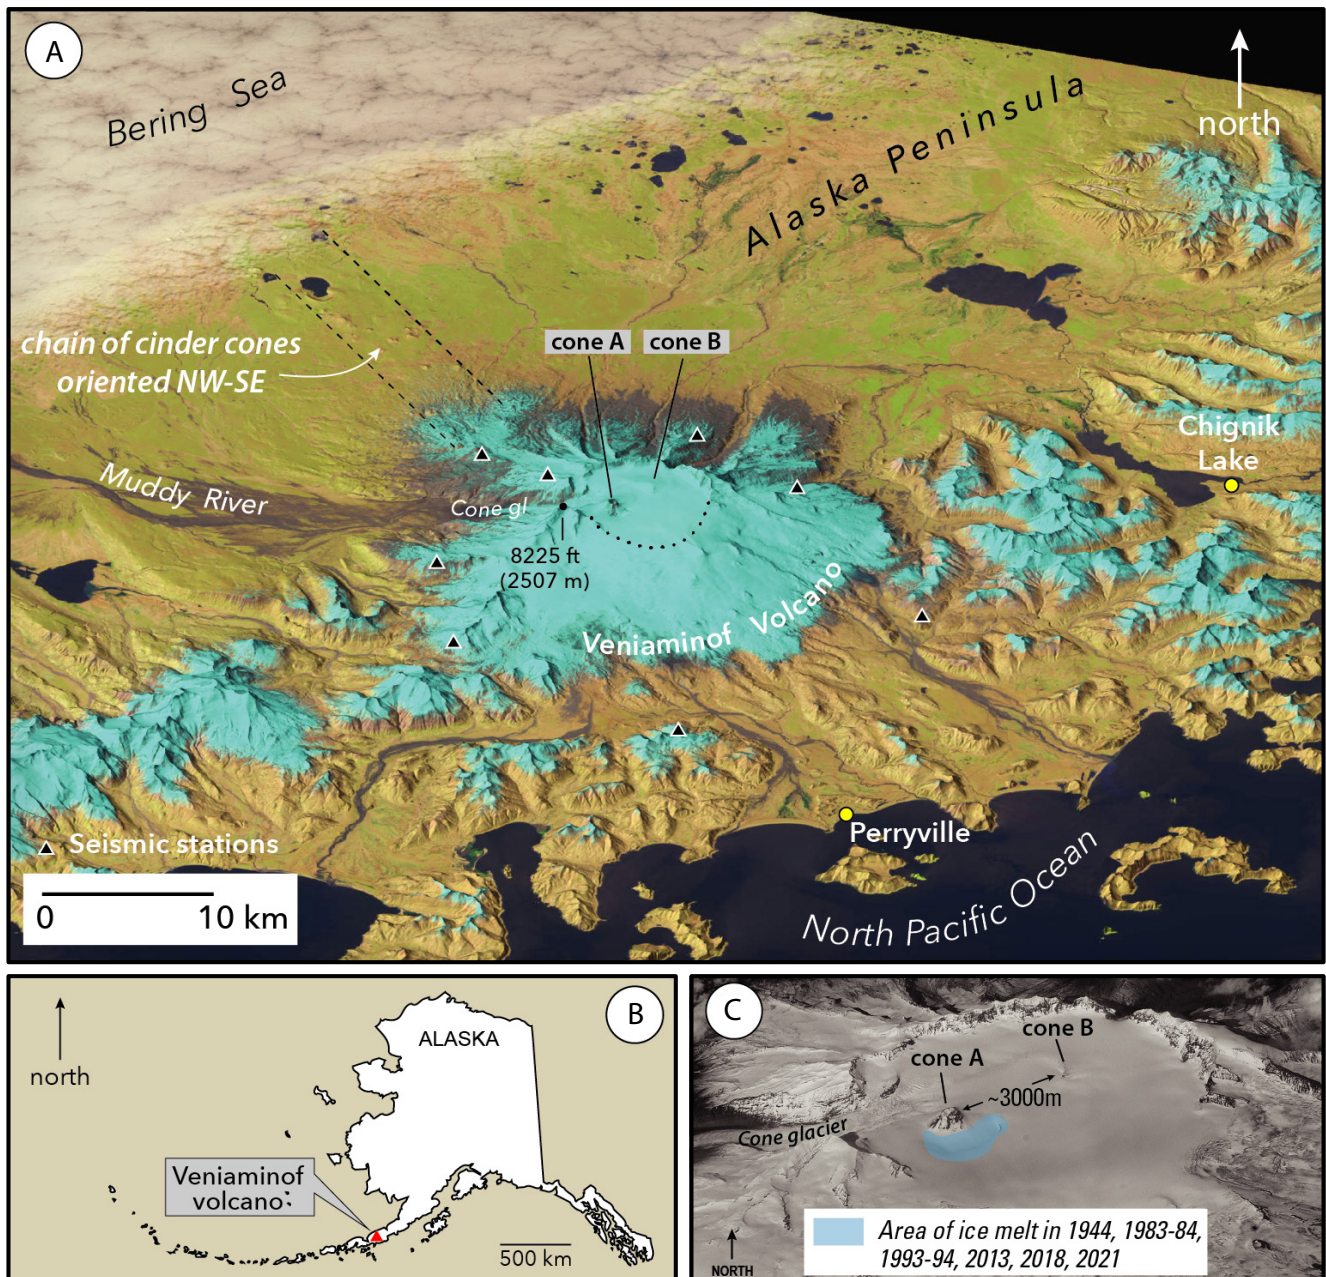 A
Bering Sea
Alaska Peninsula
north
chain of cinder cones
oriented NW-SE
cone A
cone B
Chignik
Lake
Muddy River
Cone gl
8225 ft
(2507 m)
Veniaminof Volcano
Seismic stations
Perryville
North Pacific Ocean
0 10 km
B
ALASKA
north
Veniaminof
volcano
500 km
C
cone B
cone A
~3000m
Cone glacier
Area of ice melt in 1944, 1983-84,
1993-94, 2013, 2018, 2021
NORTH